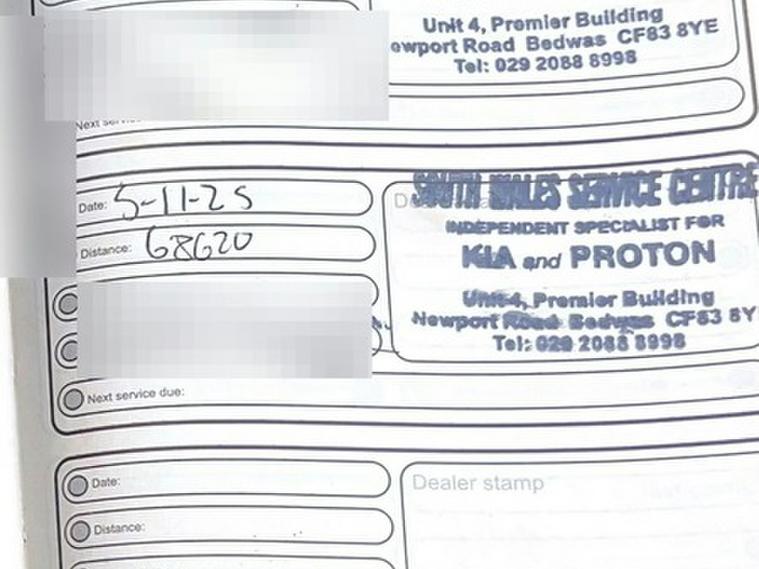 Unit 4, Premier Building
ewport Road Bedwas CF83 8YE
Tel: 029 2088 8998
Next
Date: 5-11-25
Distance: 68620
SOUTH WALES SERVICE CENTRE
INDEPENDENT SPECIALIST FOR
KIA and PROTON
Unit 4, Premier Building
Newport Road Bedwas CF83 8Y
Tel: 029 2088 8998
Next service due:
Date:
Dealer stamp
Distance: